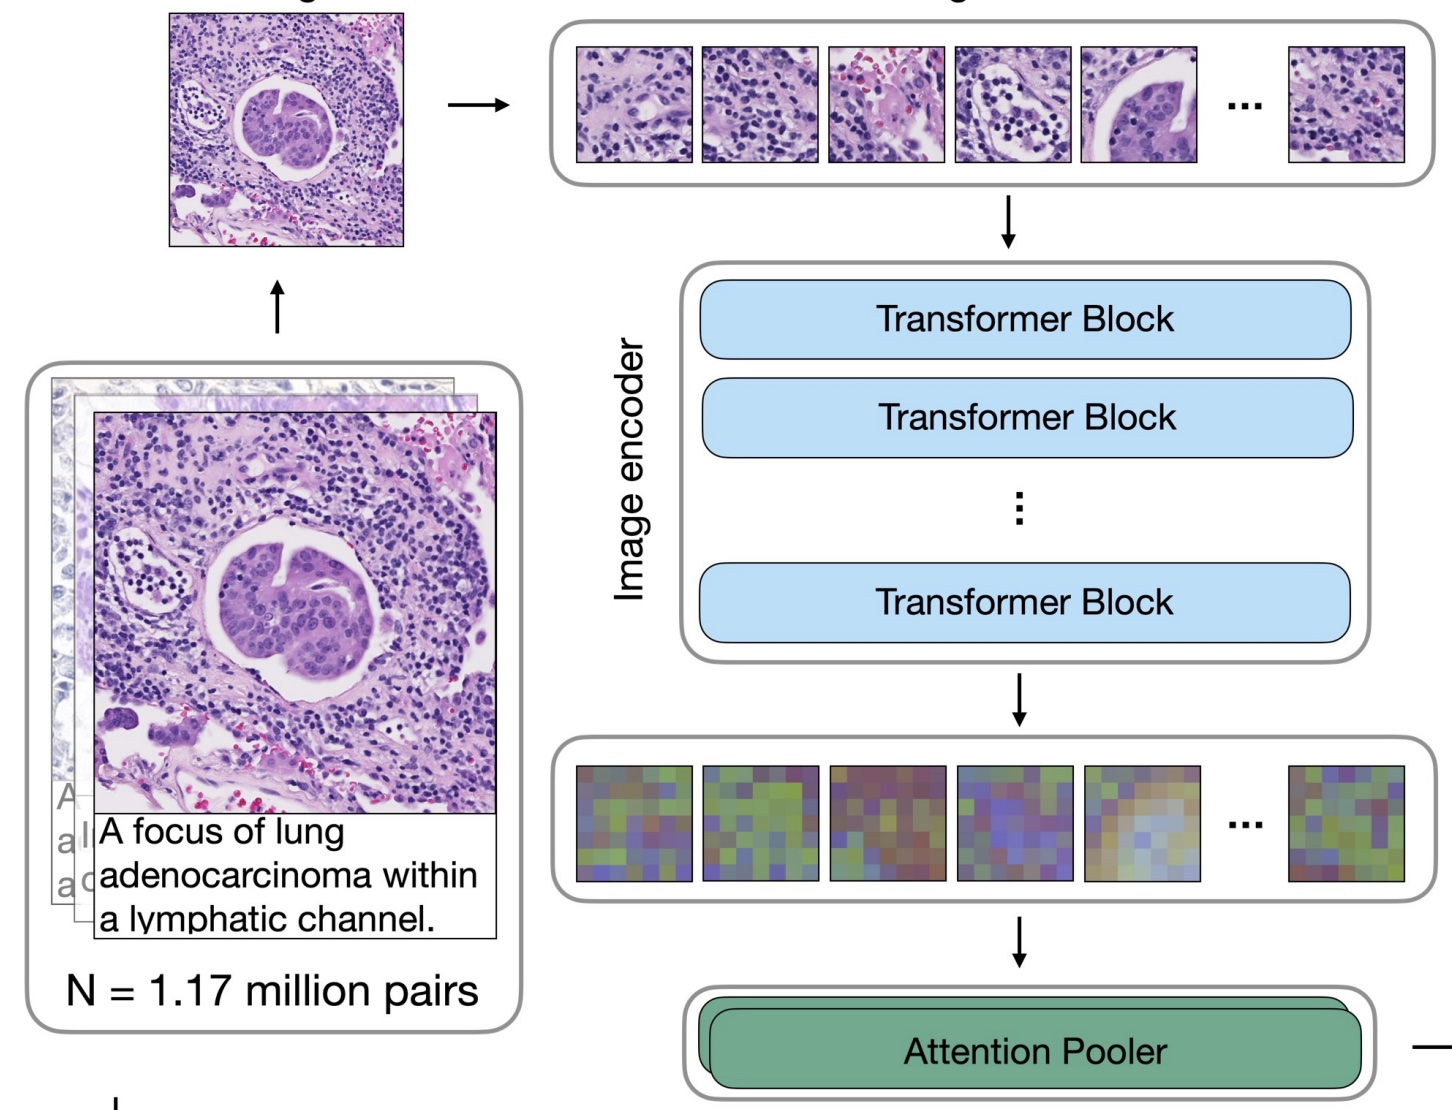 Transformer Block
Transformer Block
Transformer Block
Image encoder
A
a
a
A focus of lung
adenocarcinoma within
a lymphatic channel.
N = 1.17 million pairs
Attention Pooler